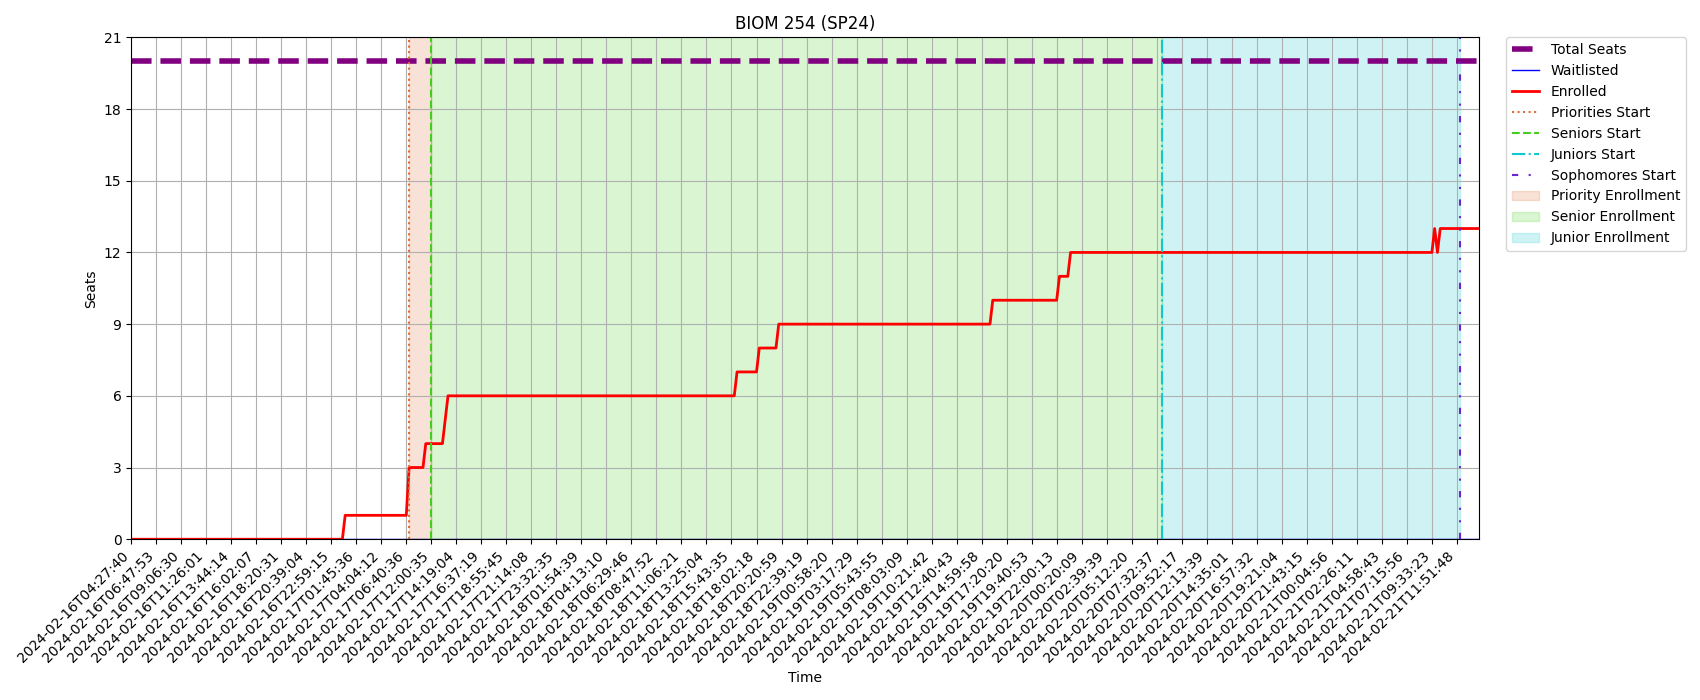 BIOM 254 (SP24)
21
18
15
12
9
6
3
0
Seats
2024-02-16T04:27:40
2024-02-16T06:47:53
2024-02-16T09:06:30
2024-02-16T11:26:01
2024-02-16T13:44:14
2024-02-16T16:02:07
2024-02-16T18:20:31
2024-02-16T20:39:04
2024-02-16T22:59:15
2024-02-17T01:45:36
2024-02-17T04:04:12
2024-02-17T06:40:36
2024-02-17T12:00:35
2024-02-17T14:19:04
2024-02-17T16:37:19
2024-02-17T18:55:45
2024-02-17T21:14:08
2024-02-17T23:32:35
2024-02-18T01:54:39
2024-02-18T04:13:10
2024-02-18T06:29:46
2024-02-18T08:47:52
2024-02-18T11:06:21
2024-02-18T13:25:04
2024-02-18T15:43:35
2024-02-18T18:02:18
2024-02-18T20:20:59
2024-02-18T22:39:19
2024-02-19T00:58:20
2024-02-19T03:17:29
2024-02-19T05:43:55
2024-02-19T08:03:09
2024-02-19T10:21:42
2024-02-19T12:40:43
2024-02-19T14:59:58
2024-02-19T17:20:20
2024-02-19T19:40:53
2024-02-19T22:00:13
2024-02-20T00:20:09
2024-02-20T02:39:39
2024-02-20T05:12:20
2024-02-20T07:32:37
2024-02-20T09:52:17
2024-02-20T12:13:39
2024-02-20T14:35:01
2024-02-20T16:57:32
2024-02-20T19:21:04
2024-02-20T21:43:15
2024-02-21T00:04:56
2024-02-21T02:26:11
2024-02-21T04:58:43
2024-02-21T07:15:56
2024-02-21T09:33:23
2024-02-21T11:51:48
Time
Total Seats
Waitlisted
Enrolled
Priorities Start
Seniors Start
Juniors Start
Sophomores Start
Priority Enrollment
Senior Enrollment
Junior Enrollment